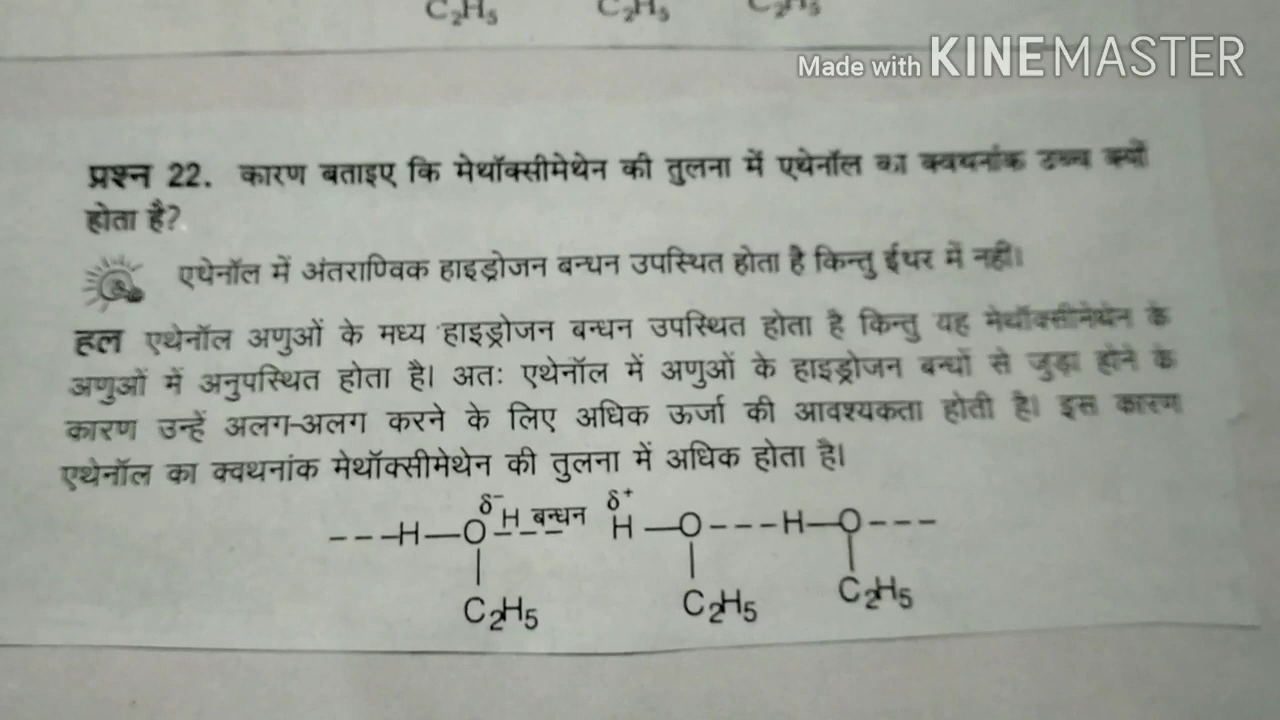 C₂H₅ C₂H₅ C₂H₅
Made with KINEMASTER
प्रश्न 22. कारण बताइए कि मेथॉक्सीमेथेन की तुलना में एथेनॉल का क्वथनांक उच्च क्यों
होता है?
एथेनॉल में अंतराण्विक हाइड्रोजन बन्धन उपस्थित होता है किन्तु ईथर में नहीं।
हल एथेनॉल अणुओं के मध्य हाइड्रोजन बन्धन उपस्थित होता है किन्तु यह मेथॉक्सीमेथेन के
अणुओं में अनुपस्थित होता है। अतः एथेनॉल में अणुओं के हाइड्रोजन बन्धों से जुड़ा होने के
कारण उन्हें अलग-अलग करने के लिए अधिक ऊर्जा की आवश्यकता होती है। इस कारण
एथेनॉल का क्वथनांक मेथॉक्सीमेथेन की तुलना में अधिक होता है।
δ⁻ δ⁺
---H—O H बन्धन H—O---H—O---
C₂H₅ C₂H₅ C₂H₅